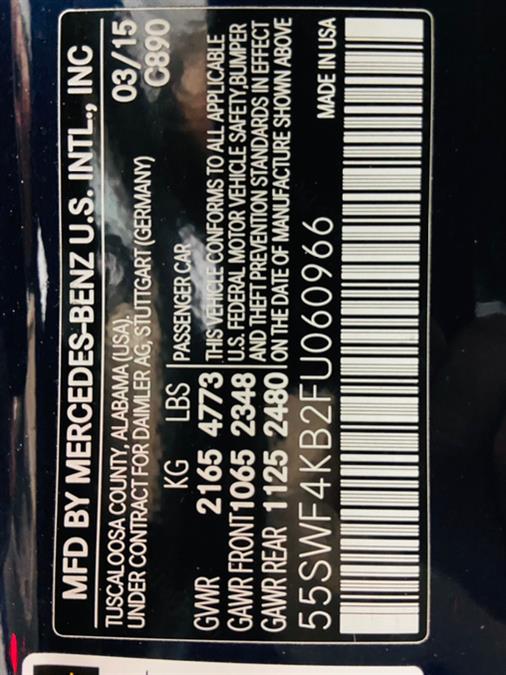 MFD BY MERCEDES-BENZ U.S. INTL., INC
TUSCALOOSA COUNTY, ALABAMA (USA). 03/15
UNDER CONTRACT FOR DAIMLER AG, STUTTGART (GERMANY) C890
KG LBS PASSENGER CAR
GVWR 2165 4773 THIS VEHICLE CONFORMS TO ALL APPLICABLE
GAWR FRONT 1065 2348 U.S. FEDERAL MOTOR VEHICLE SAFETY, BUMPER
AND THEFT PREVENTION STANDARDS IN EFFECT
GAWR REAR 1125 2480 ON THE DATE OF MANUFACTURE SHOWN ABOVE
55SWF4KB2FU060966 MADE IN USA